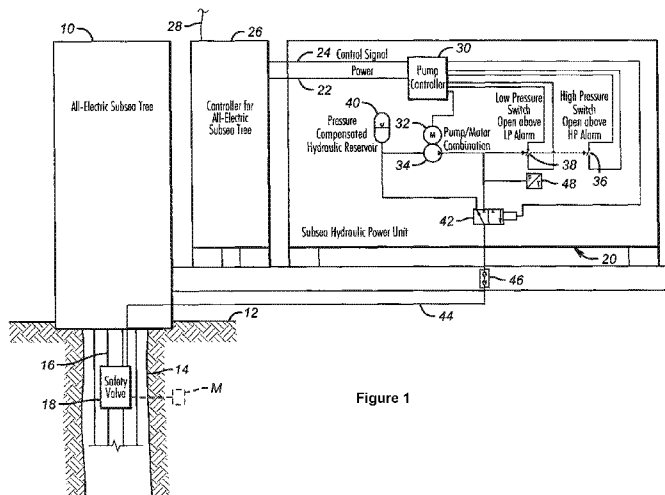 10
28
26
24
Control Signal
30
Power
22
Pump
Controller
All-Electric Subsea Tree
Controller for
All-Electric
Subsea Tree
40
Pressure
Compensated
Hydraulic
Reservoir
32
M
Pump/Motor
Combination
34
Low Pressure
Switch
Open above
LP Alarm
38
High Pressure
Switch
Open above
HP Alarm
36
48
42
Subsea Hydraulic Power Unit
20
46
12
44
16
14
Safety
Valve
18
M
Figure 1